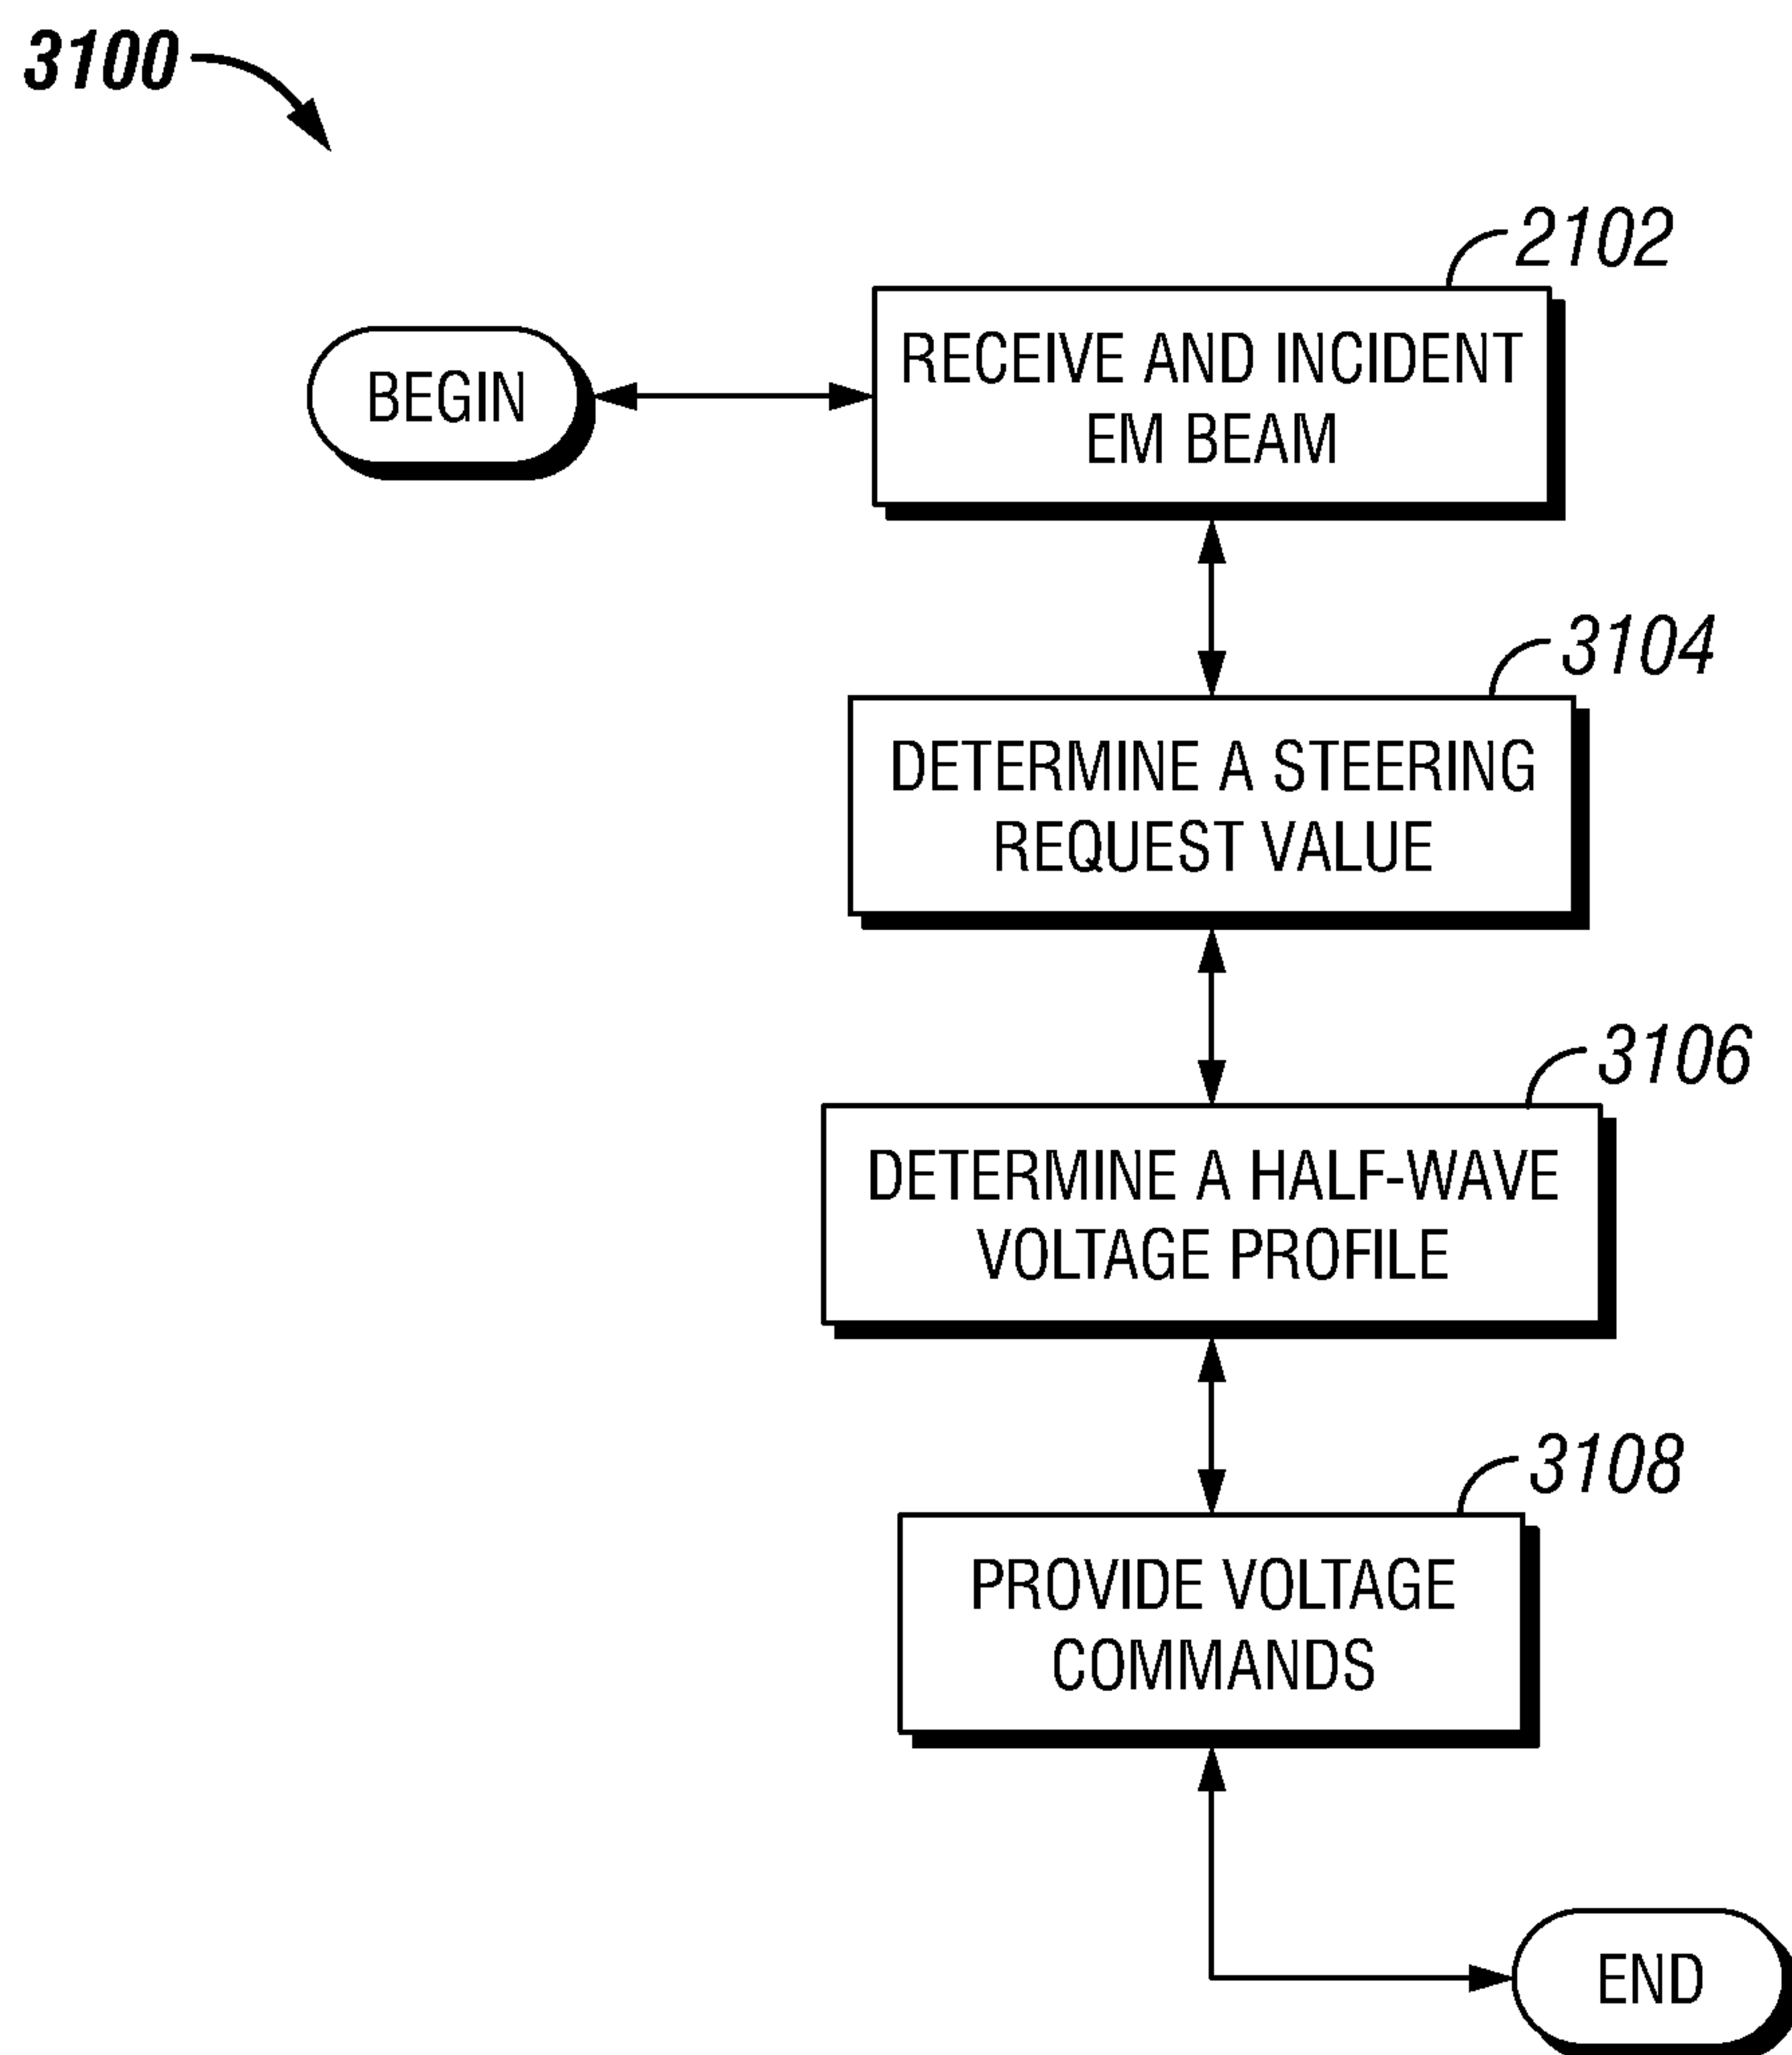 3100
2102
BEGIN
RECEIVE AND INCIDENT
EM BEAM
3104
DETERMINE A STEERING
REQUEST VALUE
3106
DETERMINE A HALF-WAVE
VOLTAGE PROFILE
3108
PROVIDE VOLTAGE
COMMANDS
END